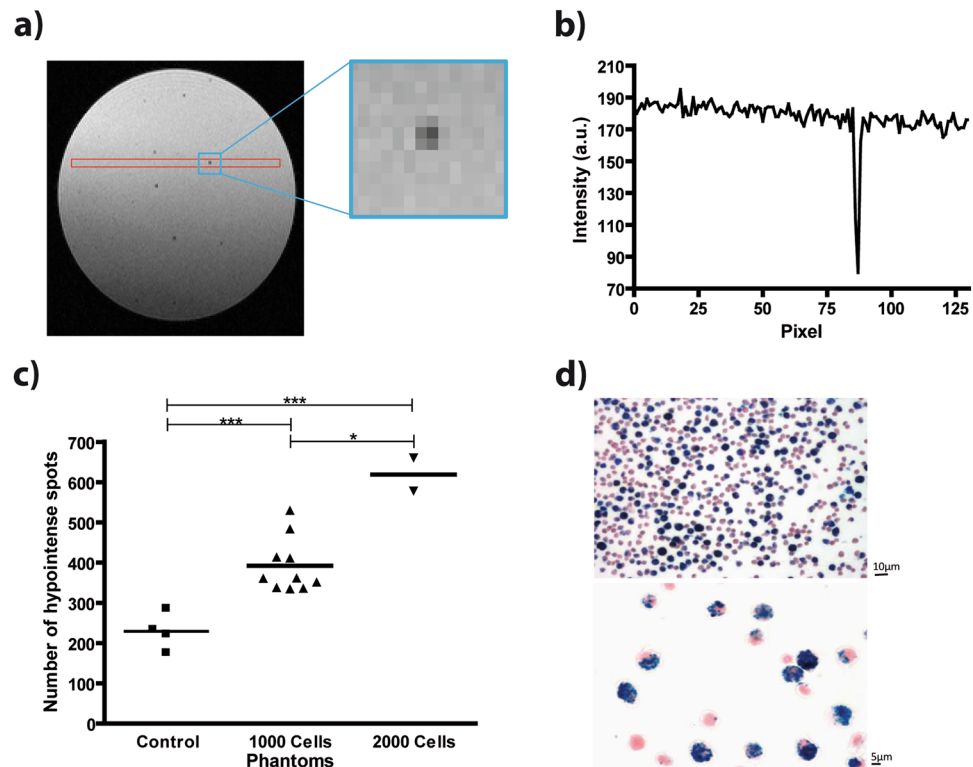 a)
b)
210
190
170
150
130
110
90
70
Intensity (a.u.)
0 25 50 75 100 125
Pixel
c)
***
***
*
700
600
500
400
300
200
100
0
Number of hypointense spots
Control 1000 Cells 2000 Cells
Phantoms
d)
10µm
5µm